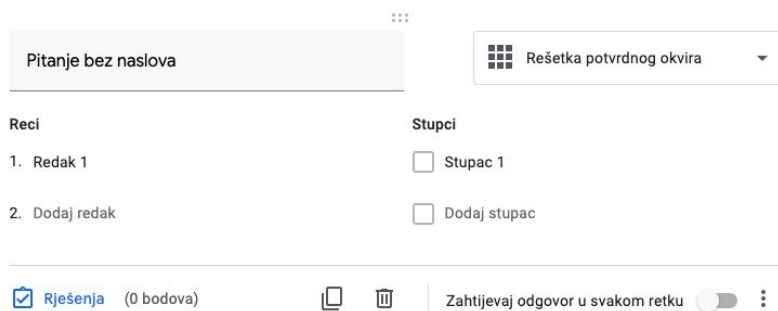 Pitanje bez naslova
Rešetka potvrdnog okvira
Reci
Stupci
1. Redak 1
Stupac 1
2. Dodaj redak
Dodaj stupac
Rješenja (0 bodova)
Zahtijevaj odgovor u svakom retku